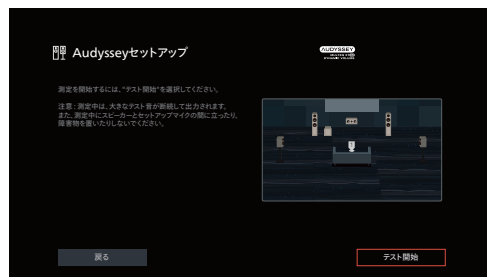 Audysseyセットアップ
AUDYSSEY
測定を開始するには、"テスト開始"を選択してください。
注意：測定中は、大きなテスト音が断続して出力されます。
また、測定中にスピーカーとセットアップマイクの間に立ったり、
障害物を置いたりしないでください。
戻る
テスト開始